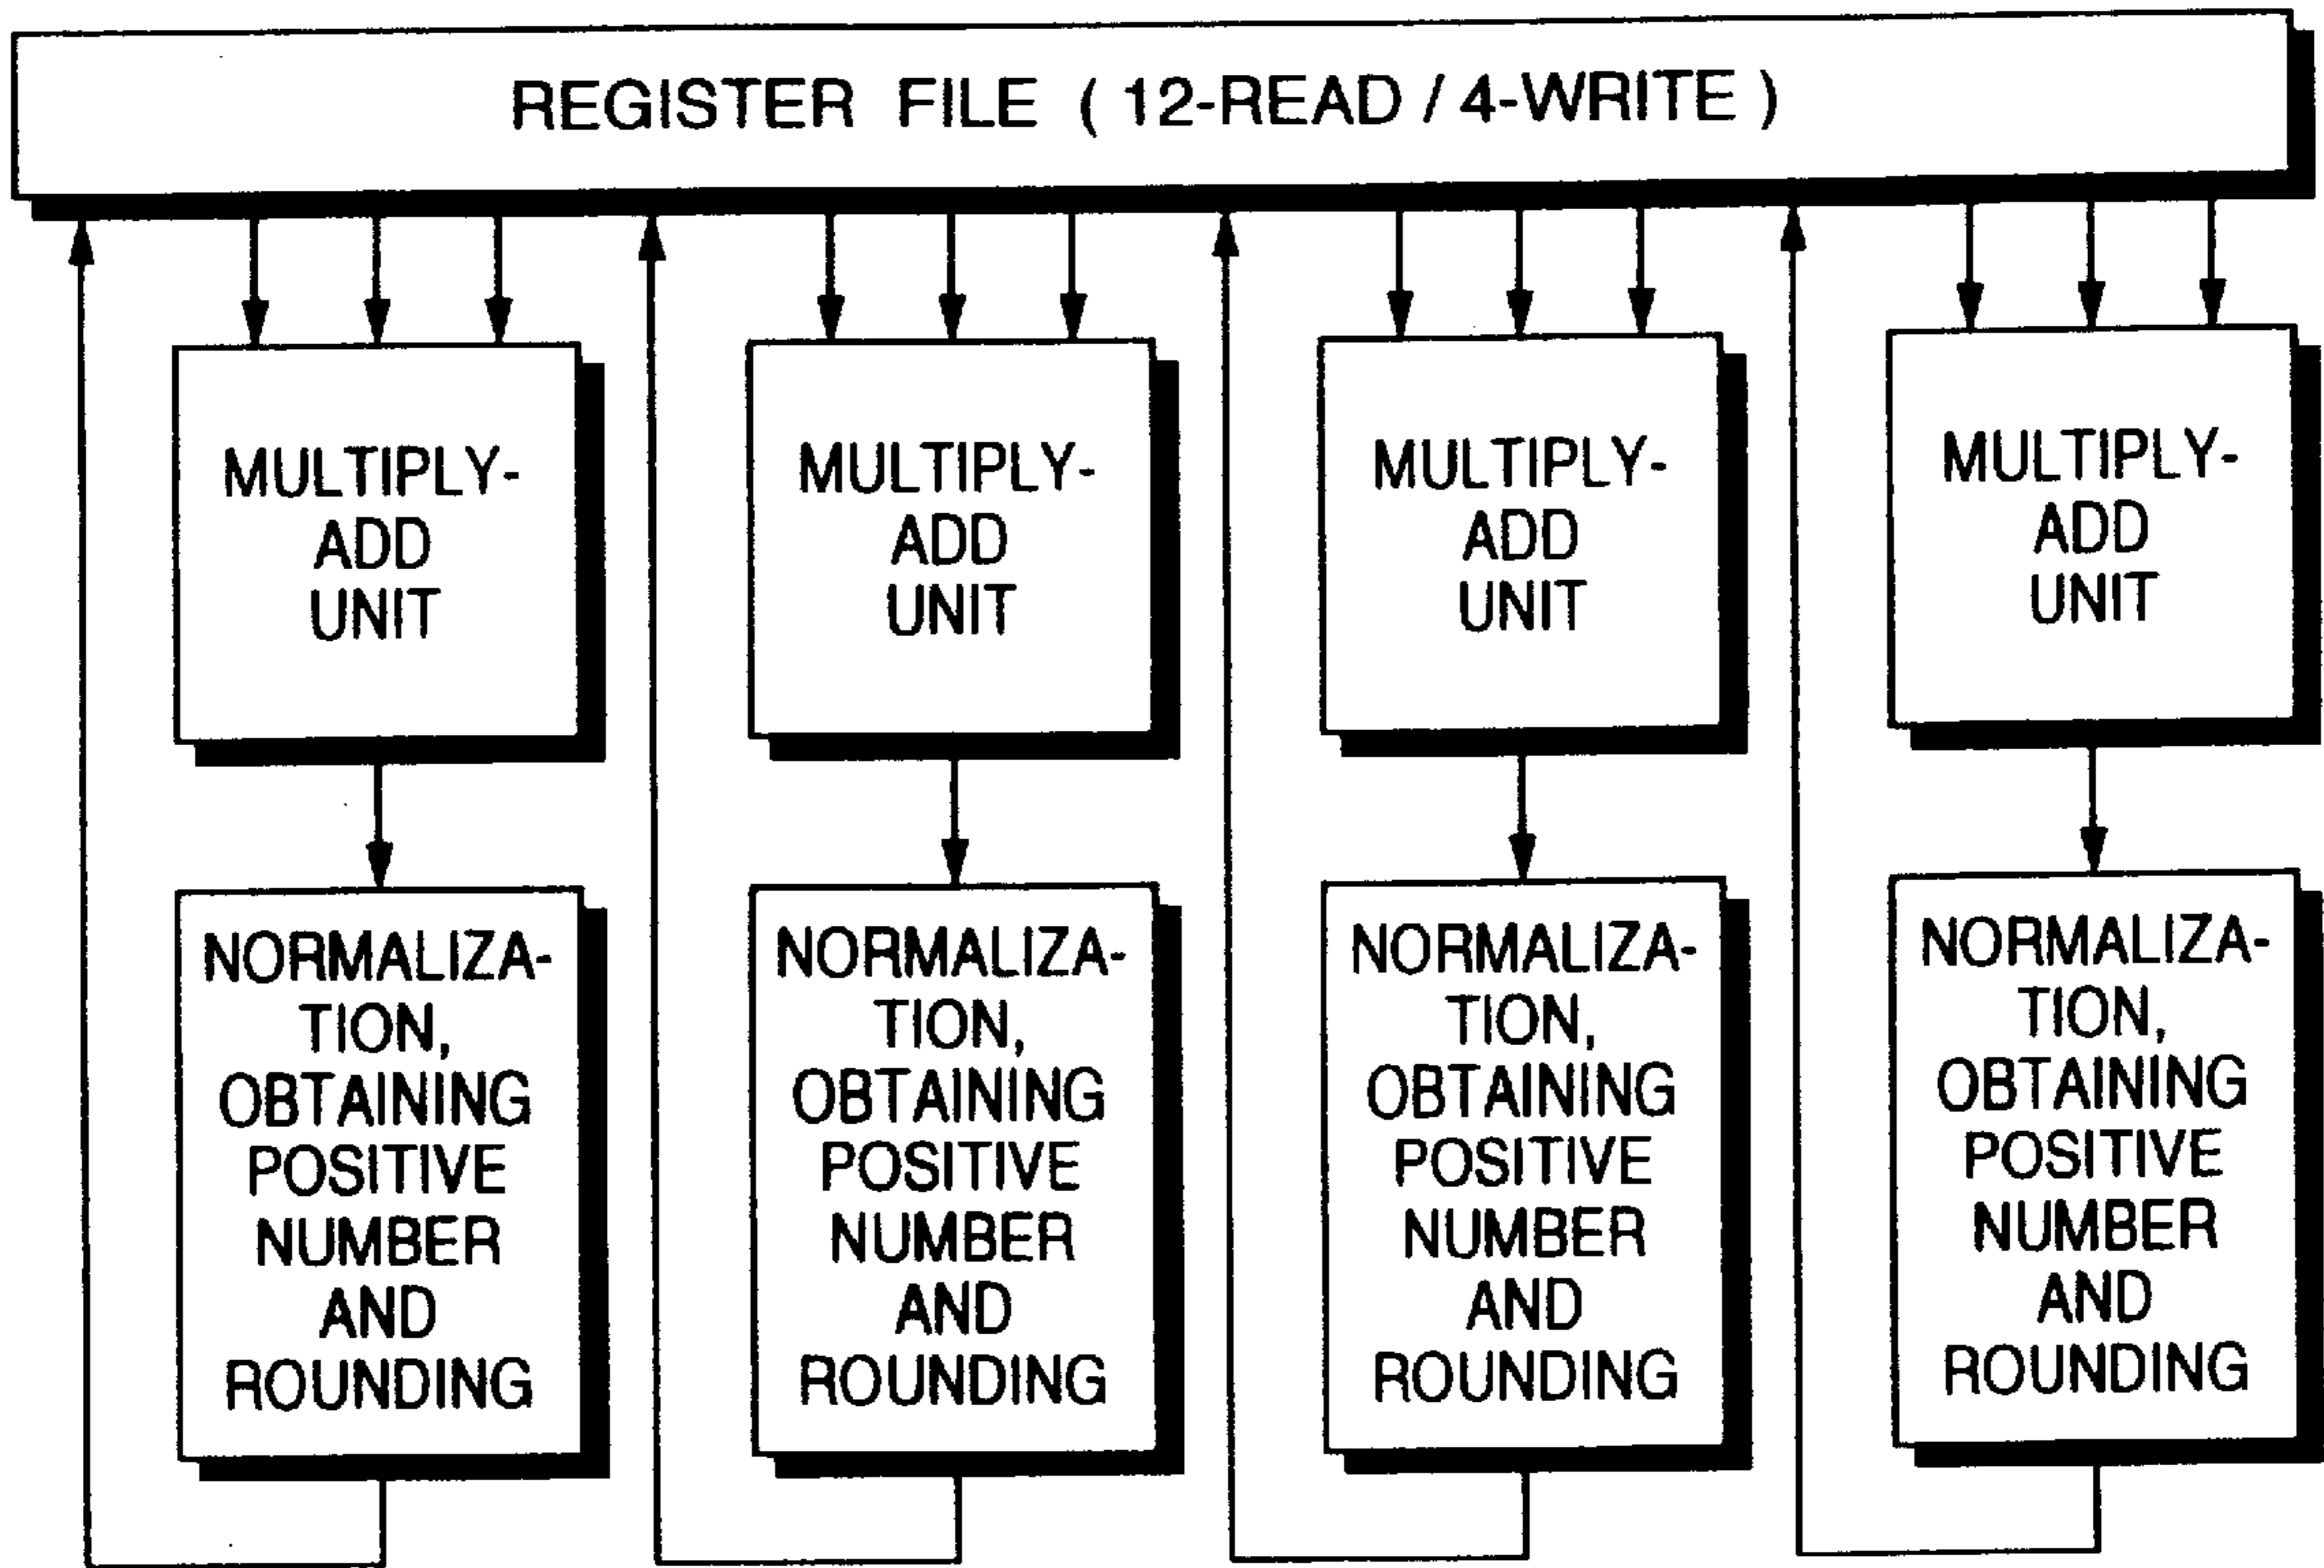 REGISTER FILE ( 12-READ / 4-WRITE )
MULTIPLY-
ADD
UNIT
MULTIPLY-
ADD
UNIT
MULTIPLY-
ADD
UNIT
MULTIPLY-
ADD
UNIT
NORMALIZA-
TION,
OBTAINING
POSITIVE
NUMBER
AND
ROUNDING
NORMALIZA-
TION,
OBTAINING
POSITIVE
NUMBER
AND
ROUNDING
NORMALIZA-
TION,
OBTAINING
POSITIVE
NUMBER
AND
ROUNDING
NORMALIZA-
TION,
OBTAINING
POSITIVE
NUMBER
AND
ROUNDING